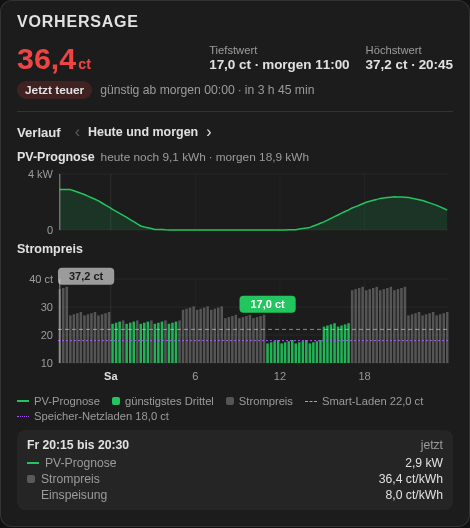 VORHERSAGE
36,4 ct
Tiefstwert
17,0 ct · morgen 11:00
Höchstwert
37,2 ct · 20:45
Jetzt teuer günstig ab morgen 00:00 · in 3 h 45 min
Verlauf ‹ Heute und morgen ›
PV-Prognose heute noch 9,1 kWh · morgen 18,9 kWh
4 kW
0
Strompreis
40 ct
37,2 ct
17,0 ct
30
20
10
Sa 6 12 18
PV-Prognose günstigstes Drittel Strompreis Smart-Laden 22,0 ct
Speicher-Netzladen 18,0 ct
Fr 20:15 bis 20:30 jetzt
PV-Prognose 2,9 kW
Strompreis 36,4 ct/kWh
Einspeisung 8,0 ct/kWh